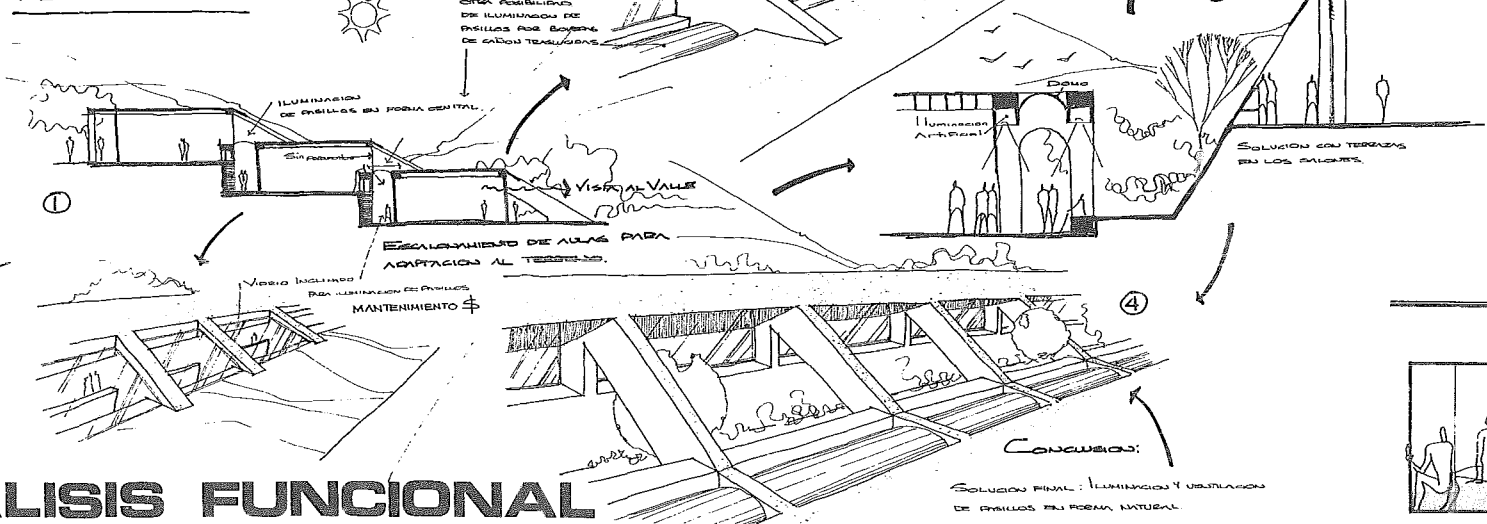 OTRA POSIBILIDAD
DE ILUMINACION DE
PASILLOS POR BOVEDAS
DE CAÑON TRASLUCIDAS
ILUMINACION
DE PASILLOS EN FORMA CENITAL
Sin
①
VISTA AL VALLE
ESCALONAMIENTO DE AULAS PARA
ADAPTACION AL TERRENO.
VIDRIO INCLINADO
PARA ILUMINACION DE PASILLOS
MANTENIMIENTO $
DOMO
ILUMINACION
ARTIFICIAL
SOLUCION CON TERRAZAS
EN LOS SALONES.
④
CONCLUSION:
SOLUCION FINAL: ILUMINACION Y VENTILACION
DE PASILLOS EN FORMA NATURAL.
LISIS FUNCIONAL